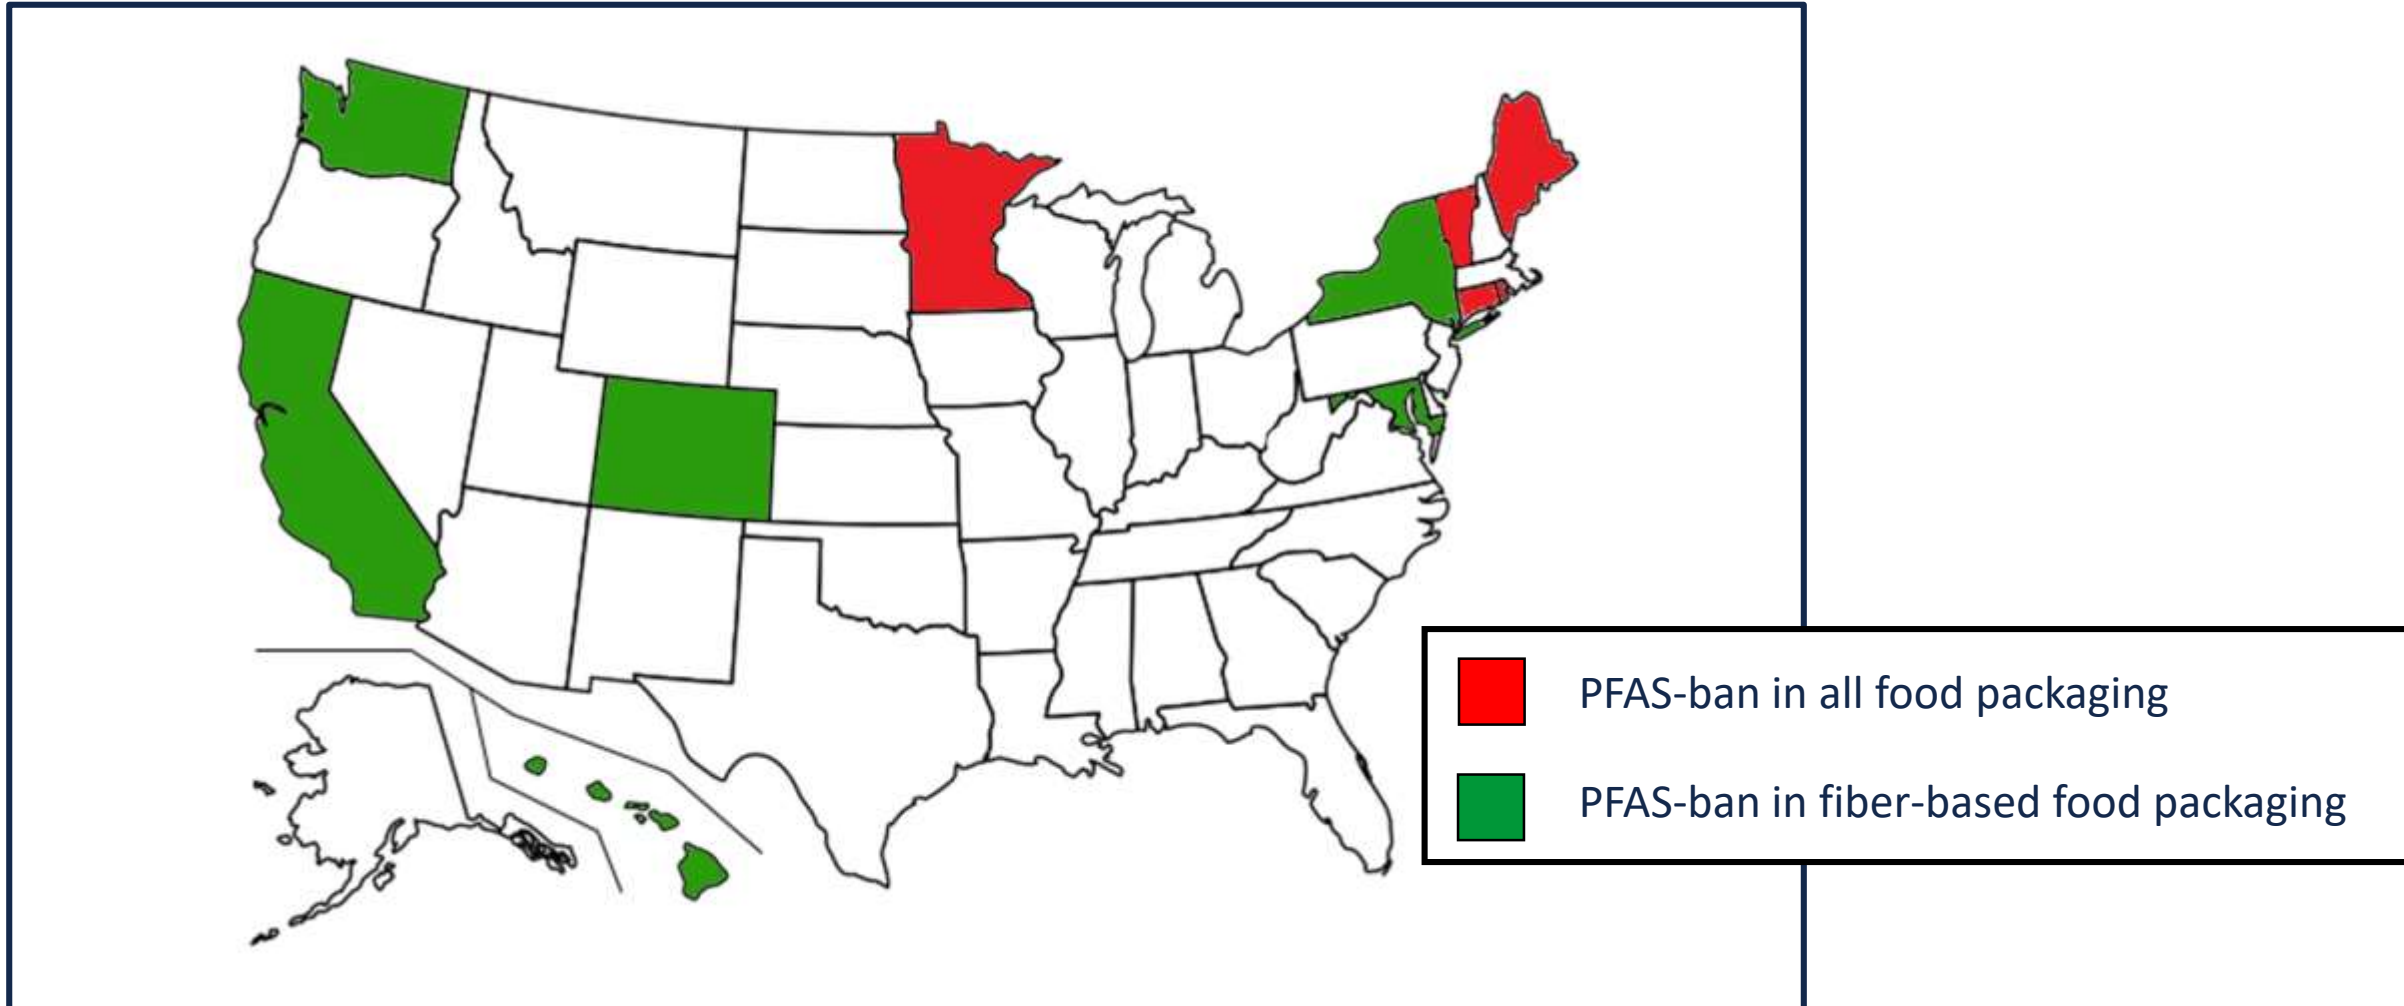 PFAS-ban in all food packaging
PFAS-ban in fiber-based food packaging